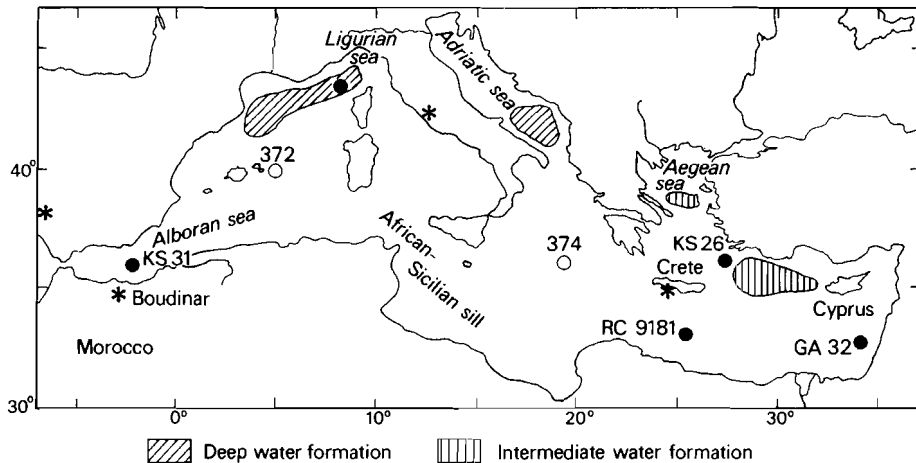 Ligurian
sea
Adriatic sea
372
40°
Aegean
sea
Alboran sea
African-
Sicilian sill
374
KS 26
KS 31
Crete
Boudinar
Cyprus
RC 9181
Morocco
GA 32
30°
0°
10°
20°
30°
Deep water formation
Intermediate water formation